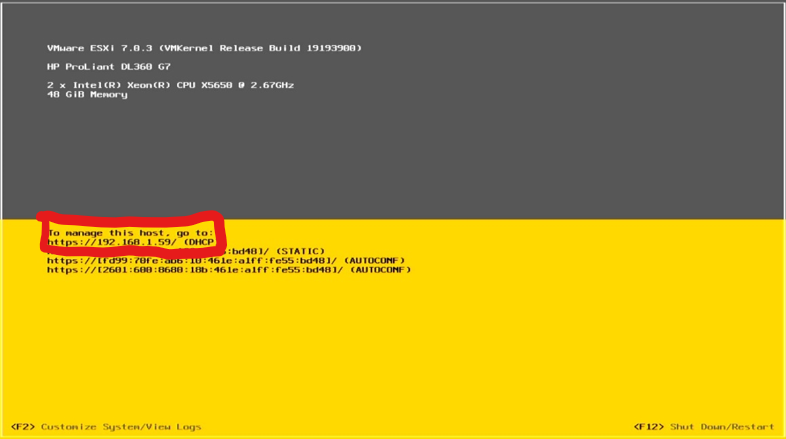 VMware ESXi 7.0.3 (VMKernel Release Build 19193900)
HP ProLiant DL360 G7
2 x Intel(R) Xeon(R) CPU X5650 @ 2.67GHz
48 GiB Memory
To manage this host, go to:
https://192.168.1.59/ (DHCP
:bd48]/ (STATIC)
https://[fd99:70fe:ab6:10:461e:a1ff:fe55:bd48]/ (AUTOCONF)
https://[2601:600:8680:18b:461e:a1ff:fe55:bd48]/ (AUTOCONF)
<F2> Customize System/View Logs
<F12> Shut Down/Restart